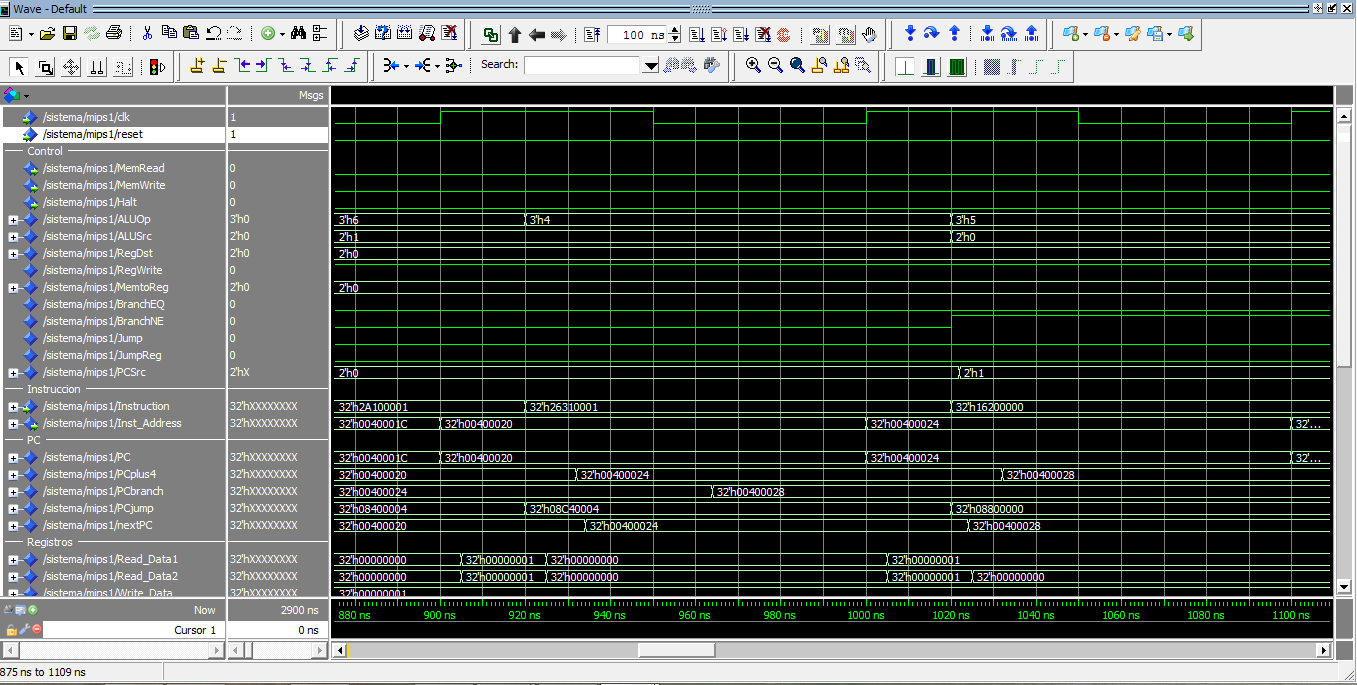 Wave - Default
100 ns
Search:
Msgs
/sistema/mips1/clk 1
/sistema/mips1/reset 1
Control
/sistema/mips1/MemRead 0
/sistema/mips1/MemWrite 0
/sistema/mips1/Halt 0
/sistema/mips1/ALUOp 3'h0 3'h6 3'h4 3'h5
/sistema/mips1/ALUSrc 2'h0 2'h1 2'h0
/sistema/mips1/RegDst 2'h0 2'h0
/sistema/mips1/RegWrite 0
/sistema/mips1/MemtoReg 2'h0 2'h0
/sistema/mips1/BranchEQ 0
/sistema/mips1/BranchNE 0
/sistema/mips1/Jump 0
/sistema/mips1/JumpReg 0
/sistema/mips1/PCSrc 2'hX 2'h0 2'h1
Instruccion
/sistema/mips1/Instruction 32'hXXXXXXXX 32'h2A100001 32'h26310001 32'h16200000
/sistema/mips1/Inst_Address 32'hXXXXXXXX 32'h0040001C 32'h00400020 32'h00400024 32'...
PC
/sistema/mips1/PC 32'hXXXXXXXX 32'h0040001C 32'h00400020 32'h00400024 32'...
/sistema/mips1/PCplus4 32'hXXXXXXXX 32'h00400020 32'h00400024 32'h00400028
/sistema/mips1/PCbranch 32'hXXXXXXXX 32'h00400024 32'h00400028
/sistema/mips1/PCjump 32'hXXXXXXXX 32'h08400004 32'h08C40004 32'h08800000
/sistema/mips1/nextPC 32'hXXXXXXXX 32'h00400020 32'h00400024 32'h00400028
Registros
/sistema/mips1/Read_Data1 32'hXXXXXXXX 32'h00000000 32'h00000001 32'h00000000 32'h00000001
/sistema/mips1/Read_Data2 32'hXXXXXXXX 32'h00000000 32'h00000001 32'h00000000 32'h00000001 32'h00000000
/sistema/mips1/Write_Data 32'hXXXXXXXX 32'h00000001
Now 2900 ns 880 ns 900 ns 920 ns 940 ns 960 ns 980 ns 1000 ns 1020 ns 1040 ns 1060 ns 1080 ns 1100 ns
Cursor 1 0 ns
875 ns to 1109 ns